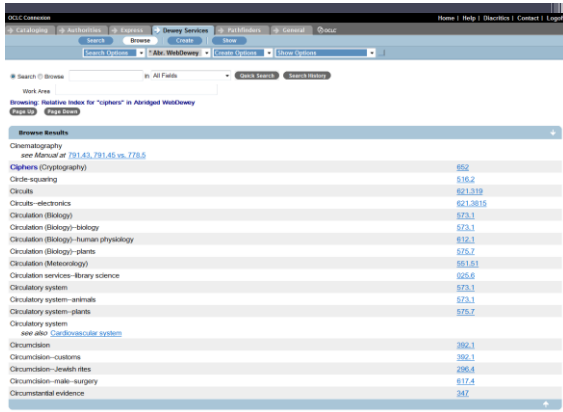 OCLC Connexion
Home | Help | Diacritics | Contact | Logoff
Cataloging Authorities Express Dewey Services Pathfinders General OCLC
Search Browse Create Show
Search Options Abr. WebDewey Create Options Show Options
Search Browse in All Fields Quick Search Search History
Work Area
Browsing: Relative Index for "ciphers" in Abridged WebDewey
Page Up Page Down
Browse Results
Cinematography
see Manual at 791.43, 791.45 vs. 778.5
Ciphers (Cryptography) 652
Circle-squaring 516.2
Circuits 621.319
Circuits--electronics 621.3815
Circulation (Biology) 573.1
Circulation (Biology)--biology 573.1
Circulation (Biology)--human physiology 612.1
Circulation (Biology)--plants 575.7
Circulation (Meteorology) 551.51
Circulation services--library science 025.6
Circulatory system 573.1
Circulatory system--animals 573.1
Circulatory system--plants 575.7
Circulatory system
see also Cardiovascular system
Circumcision 392.1
Circumcision--customs 392.1
Circumcision--Jewish rites 296.4
Circumcision--male--surgery 617.4
Circumstantial evidence 347